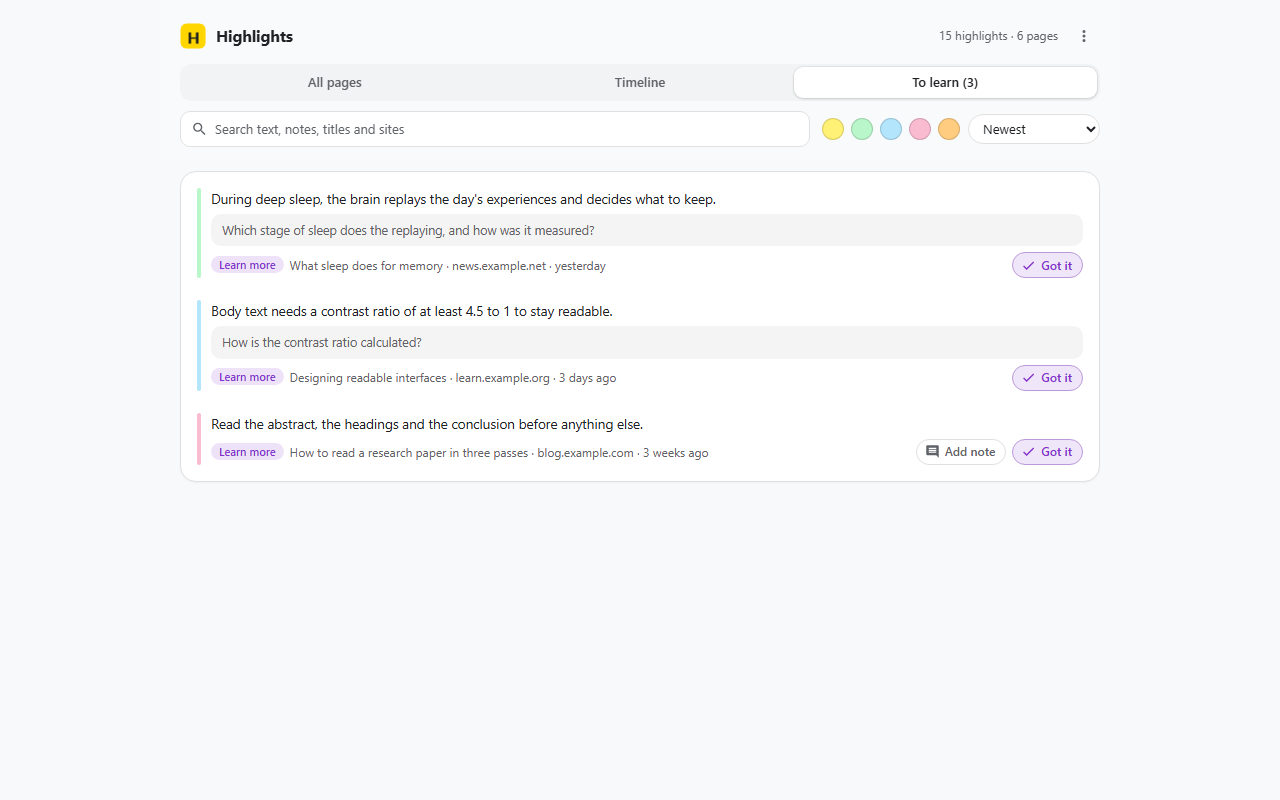 H Highlights
15 highlights · 6 pages
All pages
Timeline
To learn (3)
Search text, notes, titles and sites
Newest
During deep sleep, the brain replays the day's experiences and decides what to keep.
Which stage of sleep does the replaying, and how was it measured?
Learn more What sleep does for memory · news.example.net · yesterday
Got it
Body text needs a contrast ratio of at least 4.5 to 1 to stay readable.
How is the contrast ratio calculated?
Learn more Designing readable interfaces · learn.example.org · 3 days ago
Got it
Read the abstract, the headings and the conclusion before anything else.
Learn more How to read a research paper in three passes · blog.example.com · 3 weeks ago
Add note
Got it